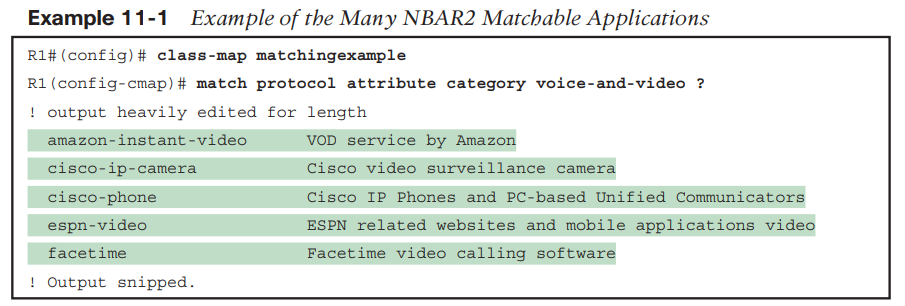 Example 11-1 Example of the Many NBAR2 Matchable Applications
R1#(config)# class-map matchingexample
R1(config-cmap)# match protocol attribute category voice-and-video ?
! output heavily edited for length
amazon-instant-video VOD service by Amazon
cisco-ip-camera Cisco video surveillance camera
cisco-phone Cisco IP Phones and PC-based Unified Communicators
espn-video ESPN related websites and mobile applications video
facetime Facetime video calling software
! Output snipped.